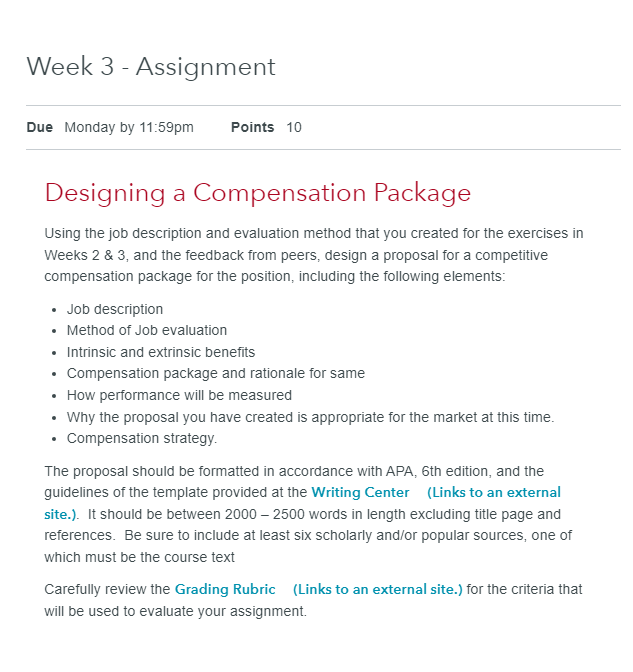 Week 3 - Assignment
Due Monday by 11:59pm Points 10
Designing a Compensation Package
Using the job description and evaluation method that you created for the exercises in
Weeks 2 & 3, and the feedback from peers, design a proposal for a competitive
compensation package for the position, including the following elements:
• Job description
• Method of Job evaluation
• Intrinsic and extrinsic benefits
• Compensation package and rationale for same
• How performance will be measured
• Why the proposal you have created is appropriate for the market at this time.
• Compensation strategy.
The proposal should be formatted in accordance with APA, 6th edition, and the
guidelines of the template provided at the Writing Center (Links to an external
site.). It should be between 2000 – 2500 words in length excluding title page and
references. Be sure to include at least six scholarly and/or popular sources, one of
which must be the course text
Carefully review the Grading Rubric (Links to an external site.) for the criteria that
will be used to evaluate your assignment.